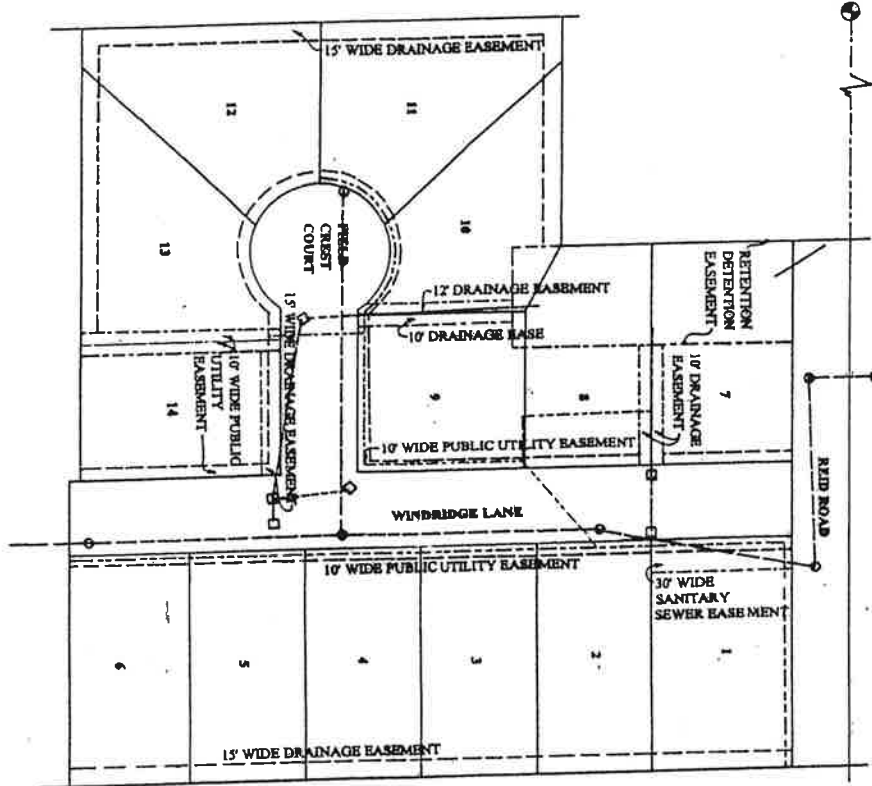 15' WIDE DRAINAGE EASEMENT
12
11
13
10
FIELD
CREST
COURT
RETENTION
DETENTION
EASEMENT
12' DRAINAGE EASEMENT
10' DRAINAGE EASE
15' WIDE DRAINAGE EASEMENT
10' WIDE PUBLIC
UTILITY
EASEMENT
14
9
8
10' DRAINAGE
EASEMENT
7
10' WIDE PUBLIC UTILITY EASEMENT
REID ROAD
WINDRIDGE LANE
10' WIDE PUBLIC UTILITY EASEMENT
30' WIDE
SANITARY
SEWER EASEMENT
6
5
4
3
2
1
15' WIDE DRAINAGE EASEMENT